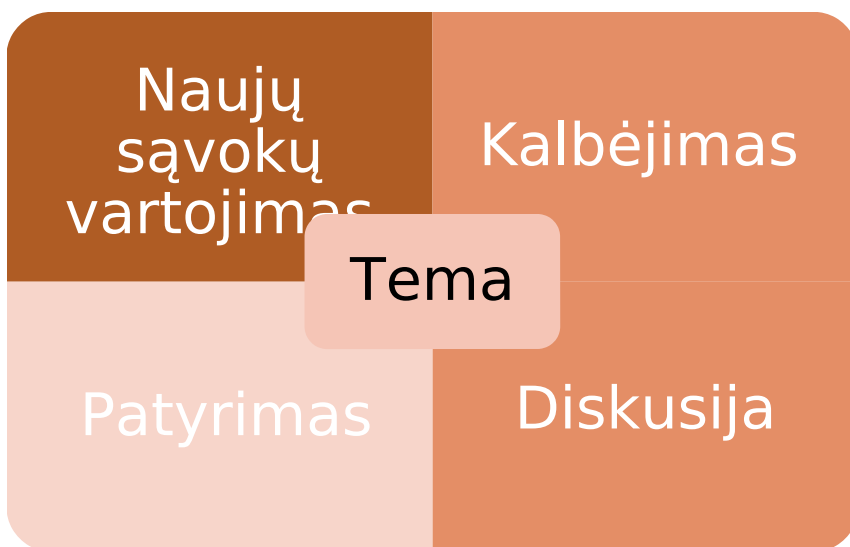 Naujų
sąvokų
vartojimas
Kalbėjimas
Tema
Patyrimas
Diskusija